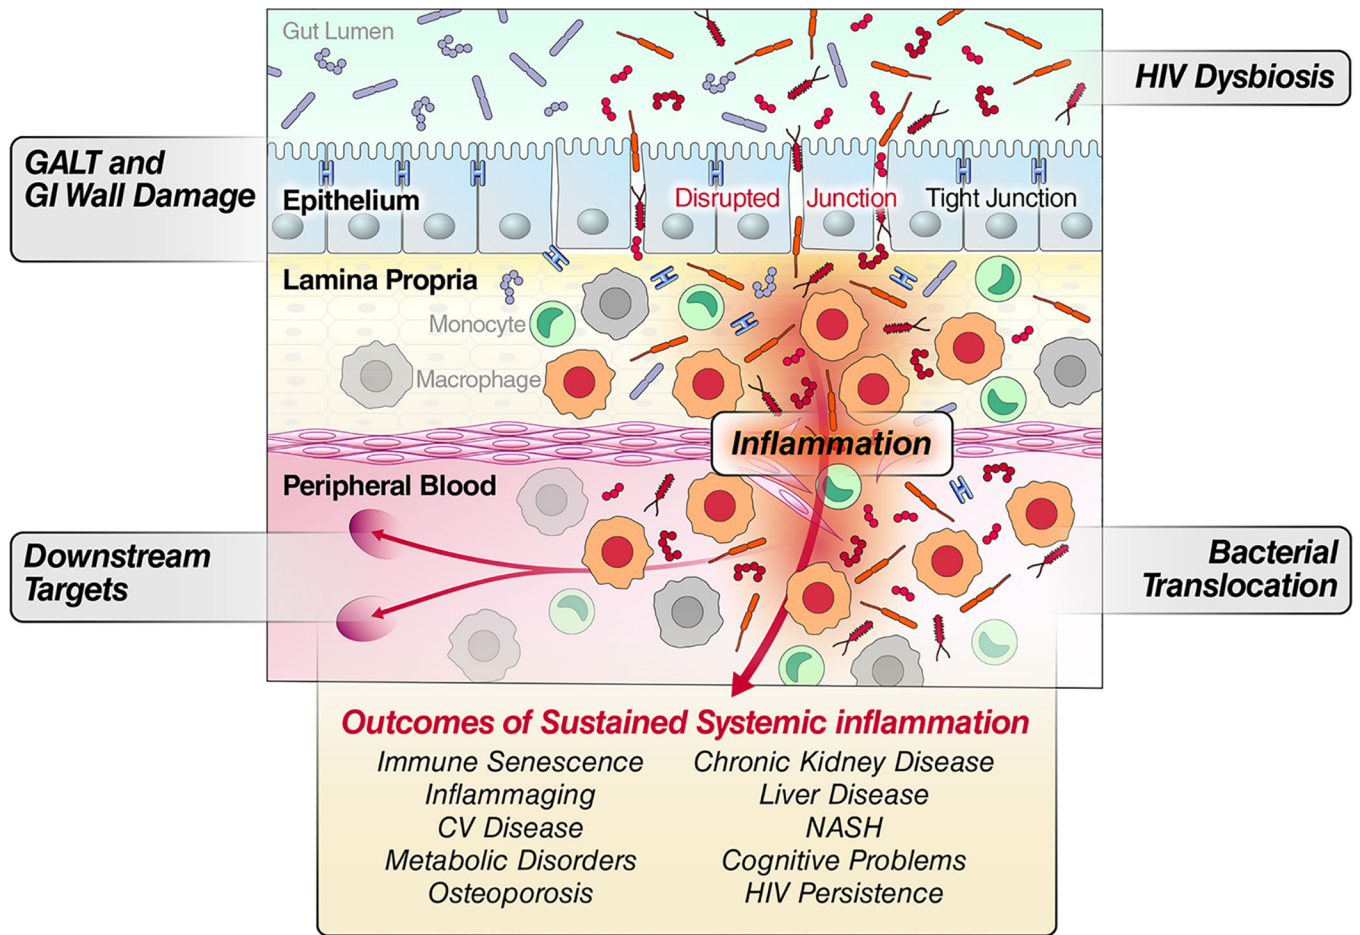 Gut Lumen
HIV Dysbiosis
GALT and
GI Wall Damage
Epithelium
Disrupted Junction
Tight Junction
Lamina Propria
Monocyte
Macrophage
Inflammation
Peripheral Blood
Downstream
Targets
Bacterial
Translocation
Outcomes of Sustained Systemic inflammation
Immune Senescence
Inflammaging
CV Disease
Metabolic Disorders
Osteoporosis
Chronic Kidney Disease
Liver Disease
NASH
Cognitive Problems
HIV Persistence